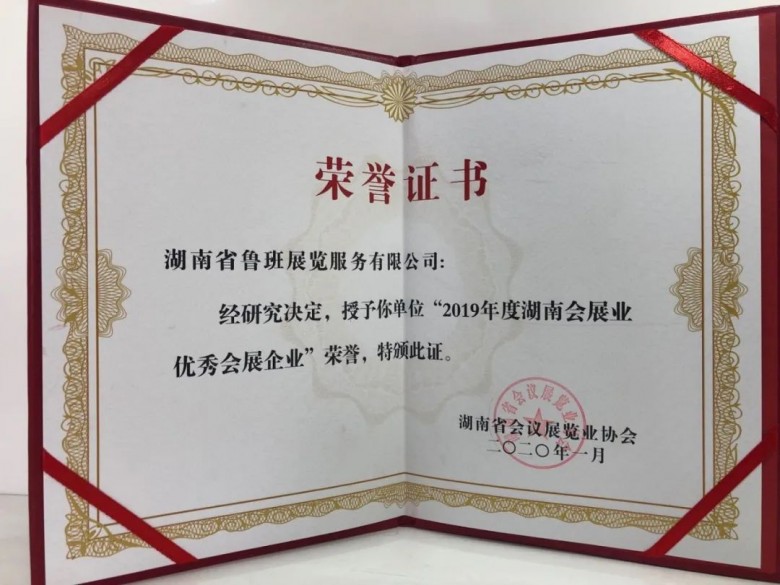 荣誉证书
湖南省鲁班展览服务有限公司：
经研究决定，授予你单位“2019年度湖南会展业
优秀会展企业”荣誉，特颁此证。
湖南省会议展览业协会
二〇二〇年一月